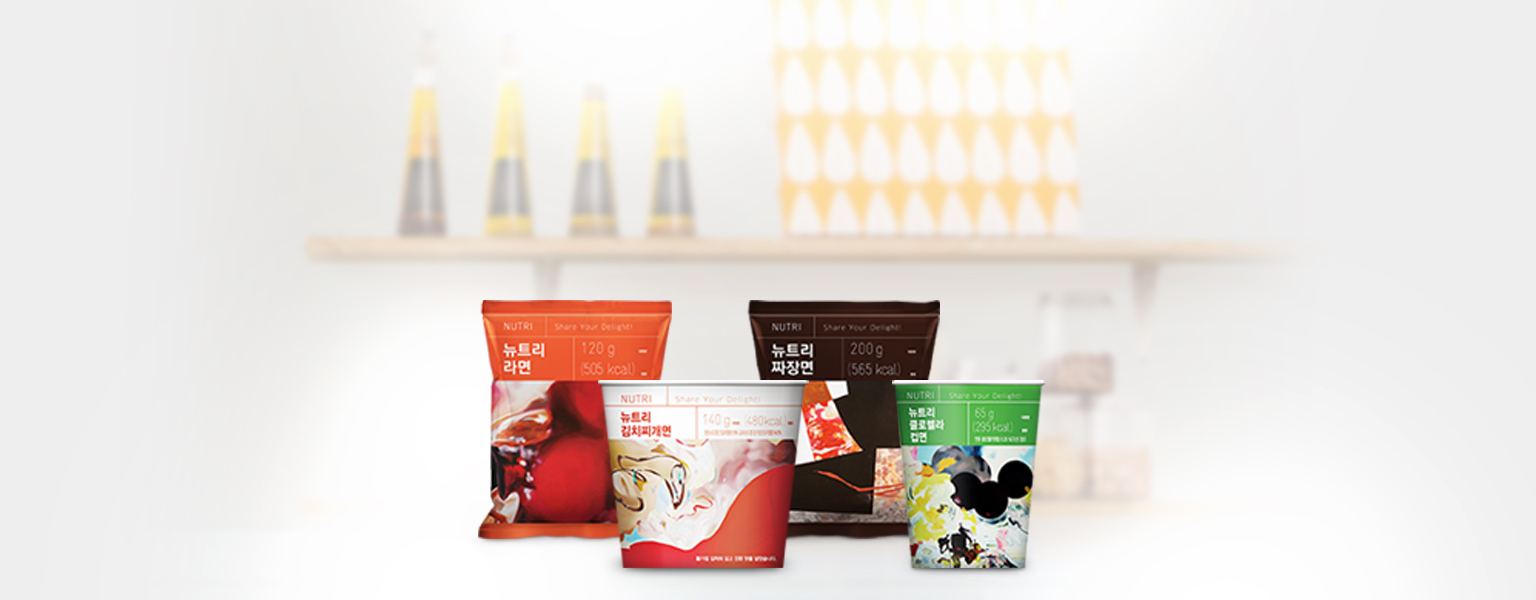 NUTRI
Share Your Delight!
뉴트리
라면
120 g
(505 kcal)
NUTRI
Share Your Delight!
뉴트리
짜장면
200 g
(565 kcal)
NUTRI
Share Your Delight!
뉴트리
김치찌개면
140 g
(480 kcal)
NUTRI
Share Your Delight!
뉴트리
클로렐라
컵면
65 g
(295 kcal)